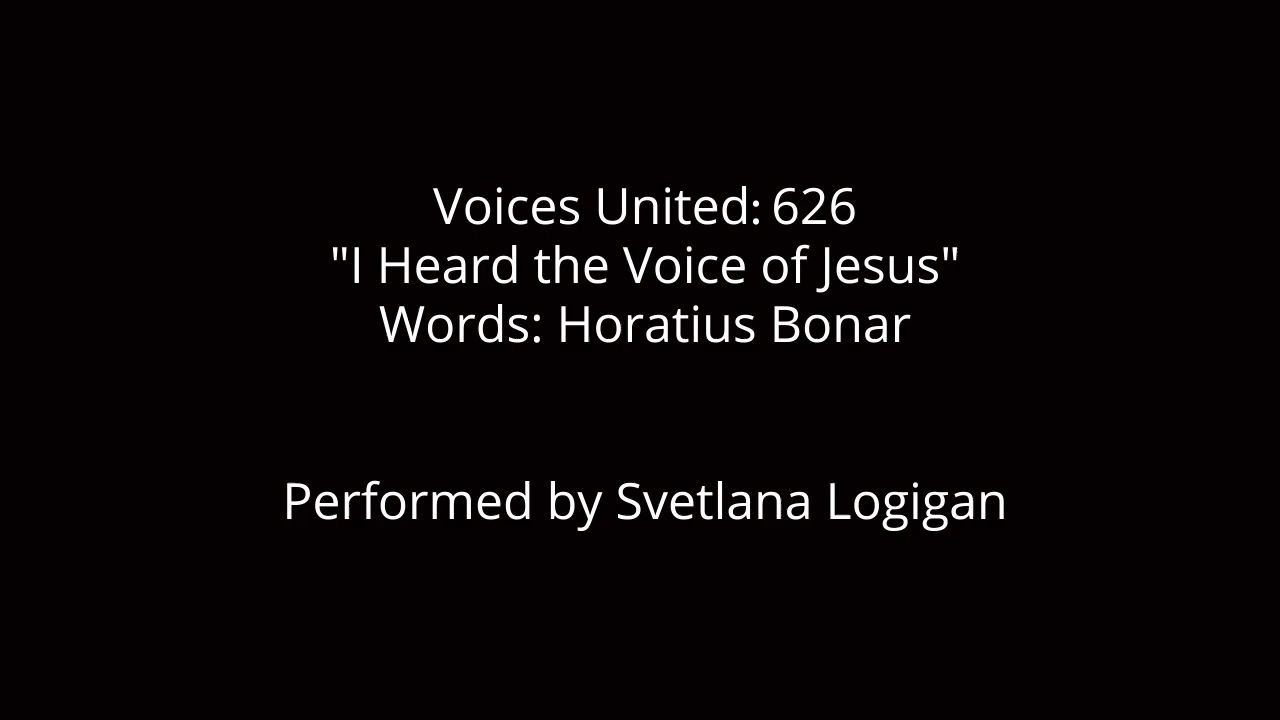 Voices United: 626
"I Heard the Voice of Jesus"
Words: Horatius Bonar
Performed by Svetlana Logigan